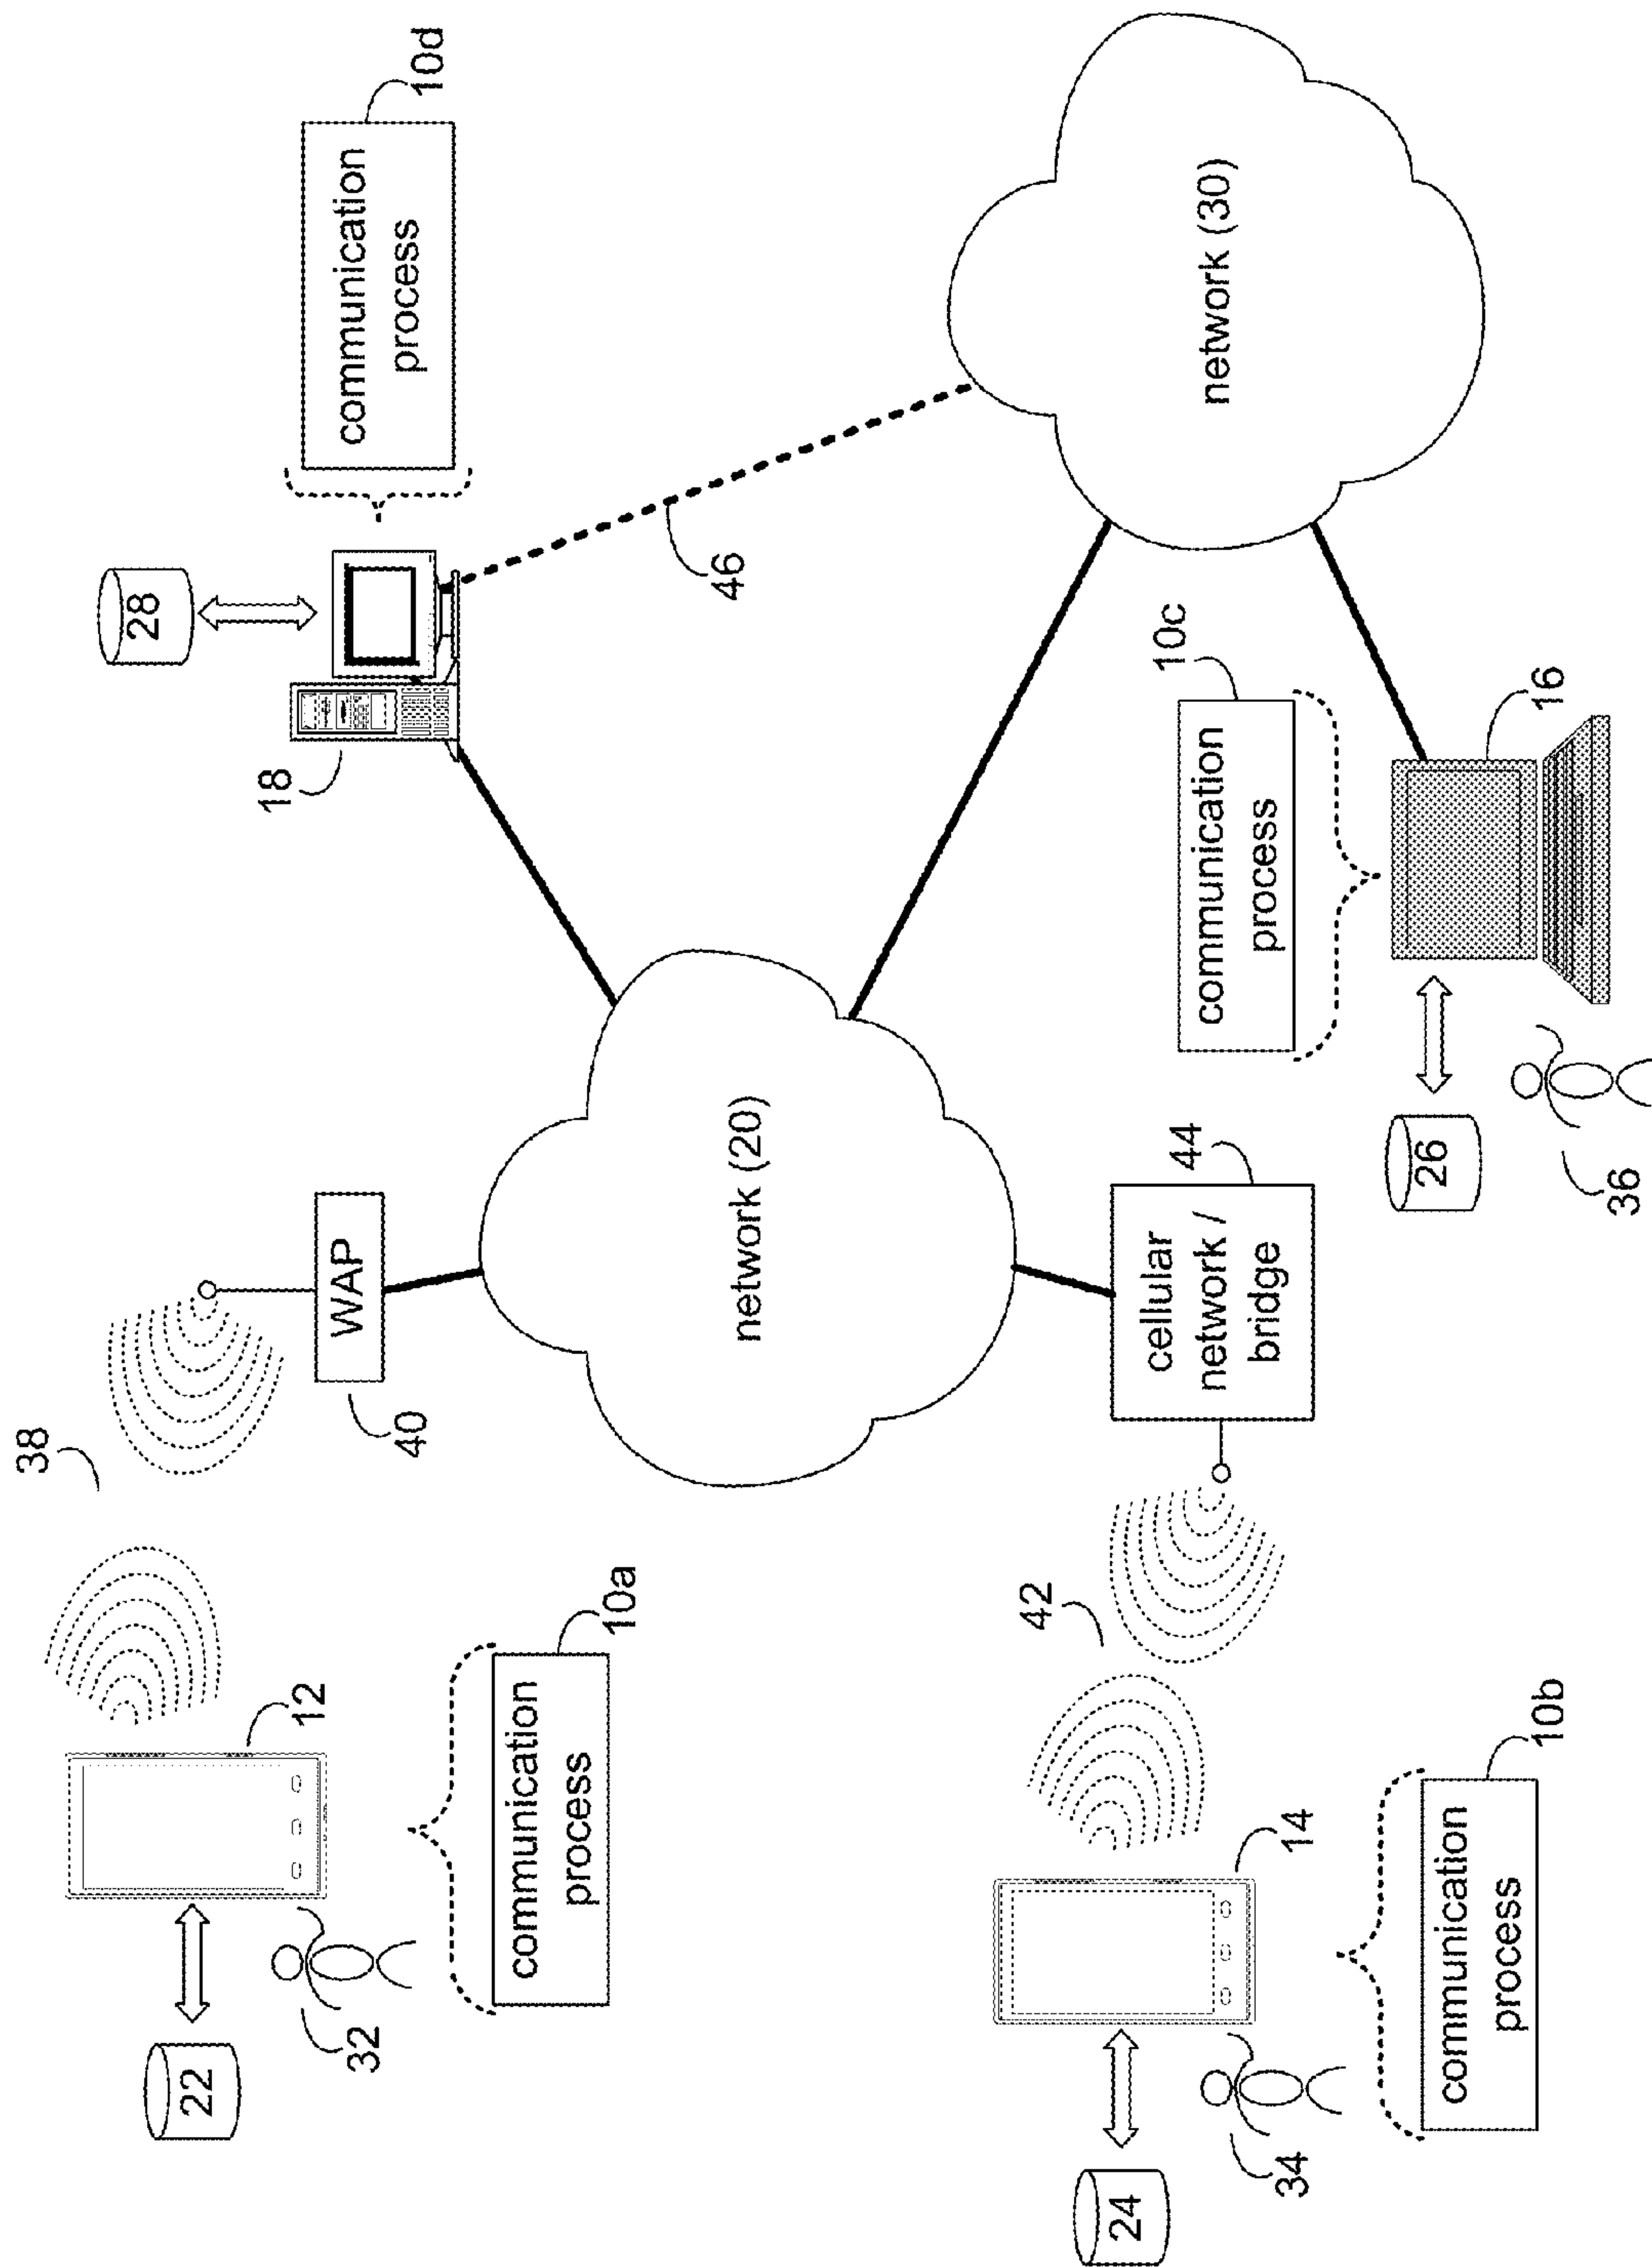 38
22
12
32
communication
process
10a
WAP
40
28
18
communication
process
10d
network (20)
46
network (30)
42
24
14
34
communication
process
10b
cellular
network /
bridge
44
communication
process
10c
26
16
36